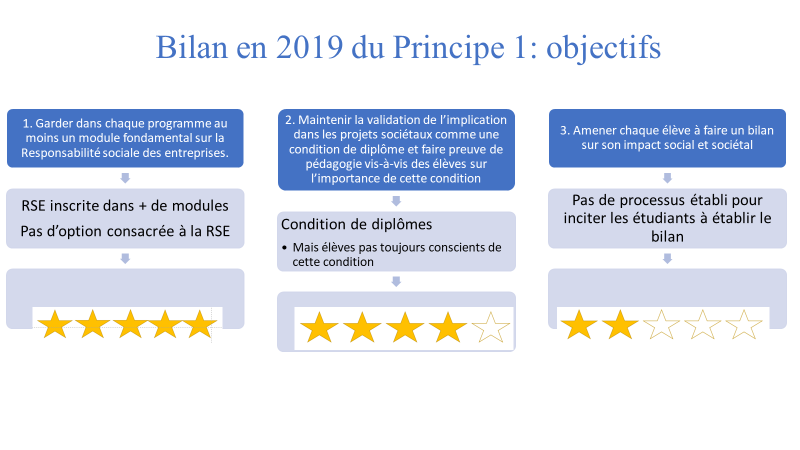 Bilan en 2019 du Principe 1: objectifs
1. Garder dans chaque programme au
moins un module fondamental sur la
Responsabilité sociale des entreprises.
RSE inscrite dans + de modules
Pas d’option consacrée à la RSE
2. Maintenir la validation de l’implication
dans les projets sociétaux comme une
condition de diplôme et faire preuve de
pédagogie vis-à-vis des élèves sur
l’importance de cette condition
Condition de diplômes
• Mais élèves pas toujours conscients de
cette condition
3. Amener chaque élève à faire un bilan
sur son impact social et sociétal
Pas de processus établi pour
inciter les étudiants à établir le
bilan